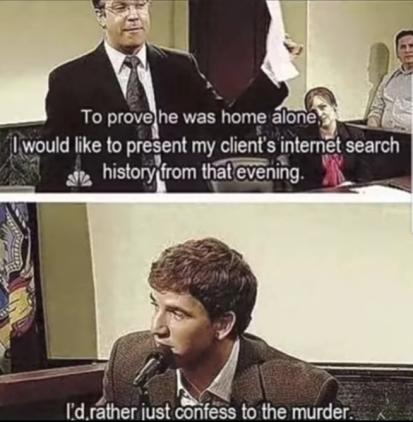 To prove he was home alone,
I would like to present my client's internet search
history from that evening.
I'd rather just confess to the murder.